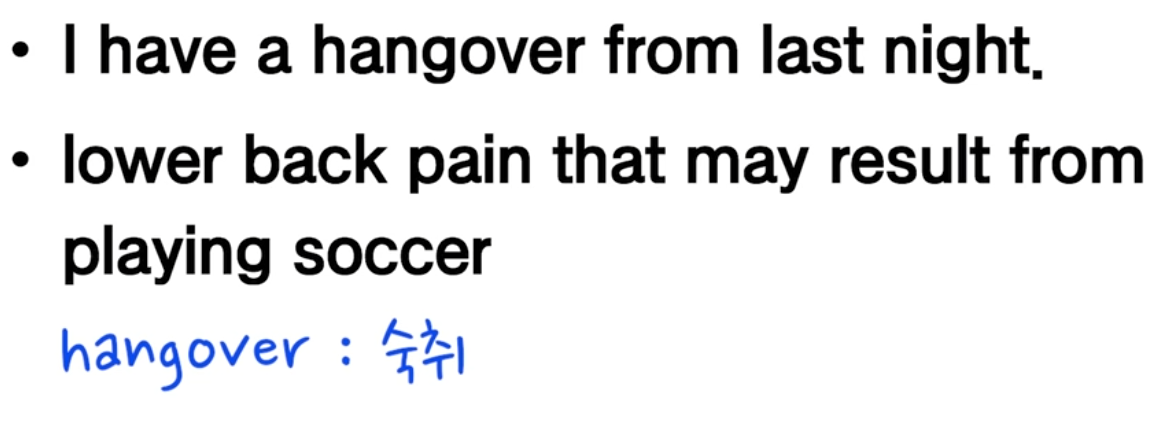 • I have a hangover from last night.
• lower back pain that may result from
playing soccer
hangover : 숙취